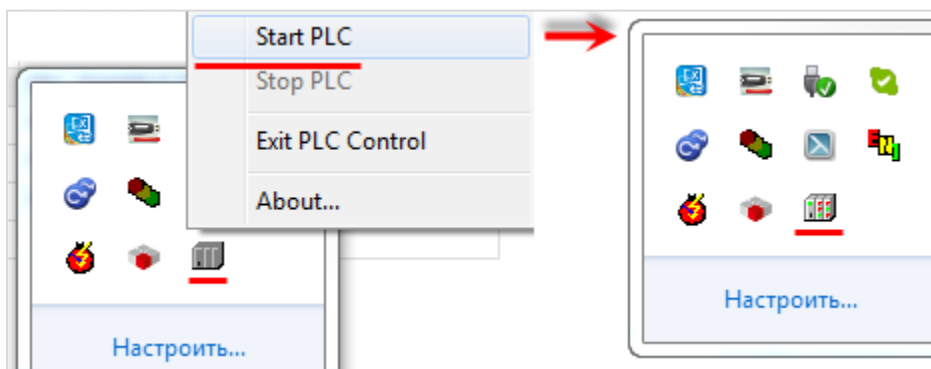 Start PLC
Stop PLC
Exit PLC Control
About...
Настроить...
Настроить...